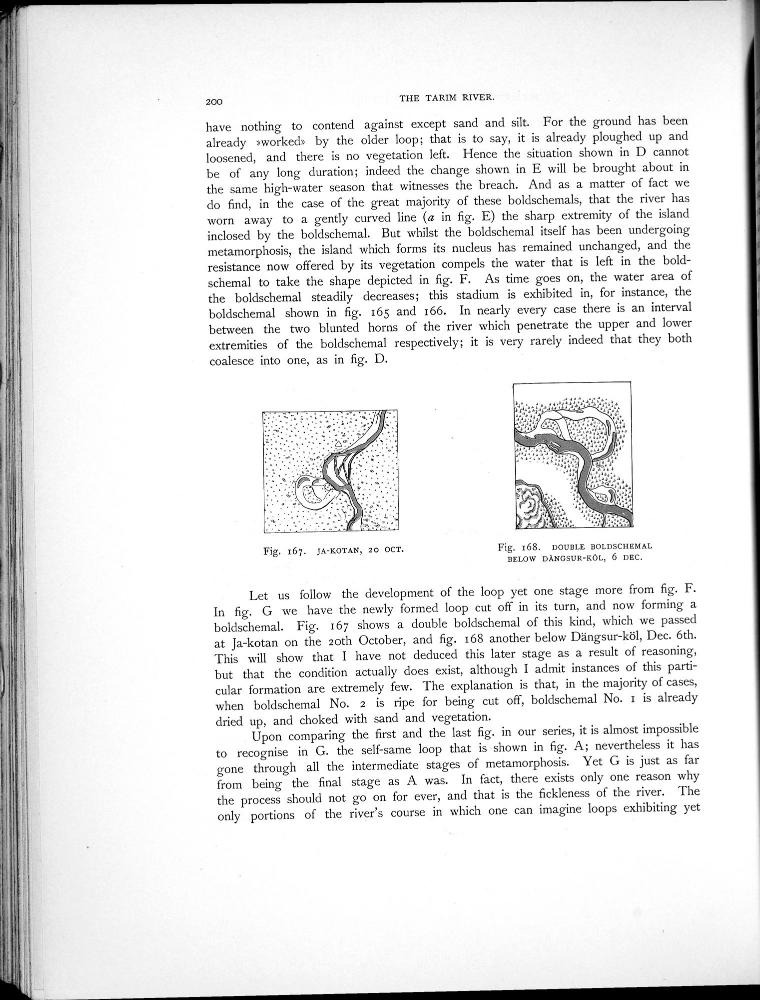 200
THE TARIM RIVER.
have nothing to contend against except sand and silt. For the ground has been
already »worked» by the older loop; that is to say, it is already ploughed up and
loosened, and there is no vegetation left. Hence the situation shown in D cannot
be of any long duration; indeed the change shown in E will be brought about in
the same high-water season that witnesses the breach. And as a matter of fact we
do find, in the case of the great majority of these boldschemals, that the river has
worn away to a gently curved line (a in fig. E) the sharp extremity of the island
inclosed by the boldschemal. But whilst the boldschemal itself has been undergoing
metamorphosis, the island which forms its nucleus has remained unchanged, and the
resistance now offered by its vegetation compels the water that is left in the bold-
schemal to take the shape depicted in fig. F. As time goes on, the water area of
the boldschemal steadily decreases; this stadium is exhibited in, for instance, the
boldschemal shown in fig. 165 and 166. In nearly every case there is an interval
between the two blunted horns of the river which penetrate the upper and lower
extremities of the boldschemal respectively; it is very rarely indeed that they both
coalesce into one, as in fig. D.
Fig. 167. JA-KOTAN, 20 OCT.
Fig. 168. DOUBLE BOLDSCHEMAL
BELOW DÄNGSUR-KÖL, 6 DEC.
Let us follow the development of the loop yet one stage more from fig. F.
In fig. G we have the newly formed loop cut off in its turn, and now forming a
boldschemal. Fig. 167 shows a double boldschemal of this kind, which we passed
at Ja-kotan on the 20th October, and fig. 168 another below Dängsur-köl, Dec. 6th.
This will show that I have not deduced this later stage as a result of reasoning,
but that the condition actually does exist, although I admit instances of this parti-
cular formation are extremely few. The explanation is that, in the majority of cases,
when boldschemal No. 2 is ripe for being cut off, boldschemal No. 1 is already
dried up, and choked with sand and vegetation.
Upon comparing the first and the last fig. in our series, it is almost impossible
to recognise in G. the self-same loop that is shown in fig. A; nevertheless it has
gone through all the intermediate stages of metamorphosis. Yet G is just as far
from being the final stage as A was. In fact, there exists only one reason why
the process should not go on for ever, and that is the fickleness of the river. The
only portions of the river's course in which one can imagine loops exhibiting yet